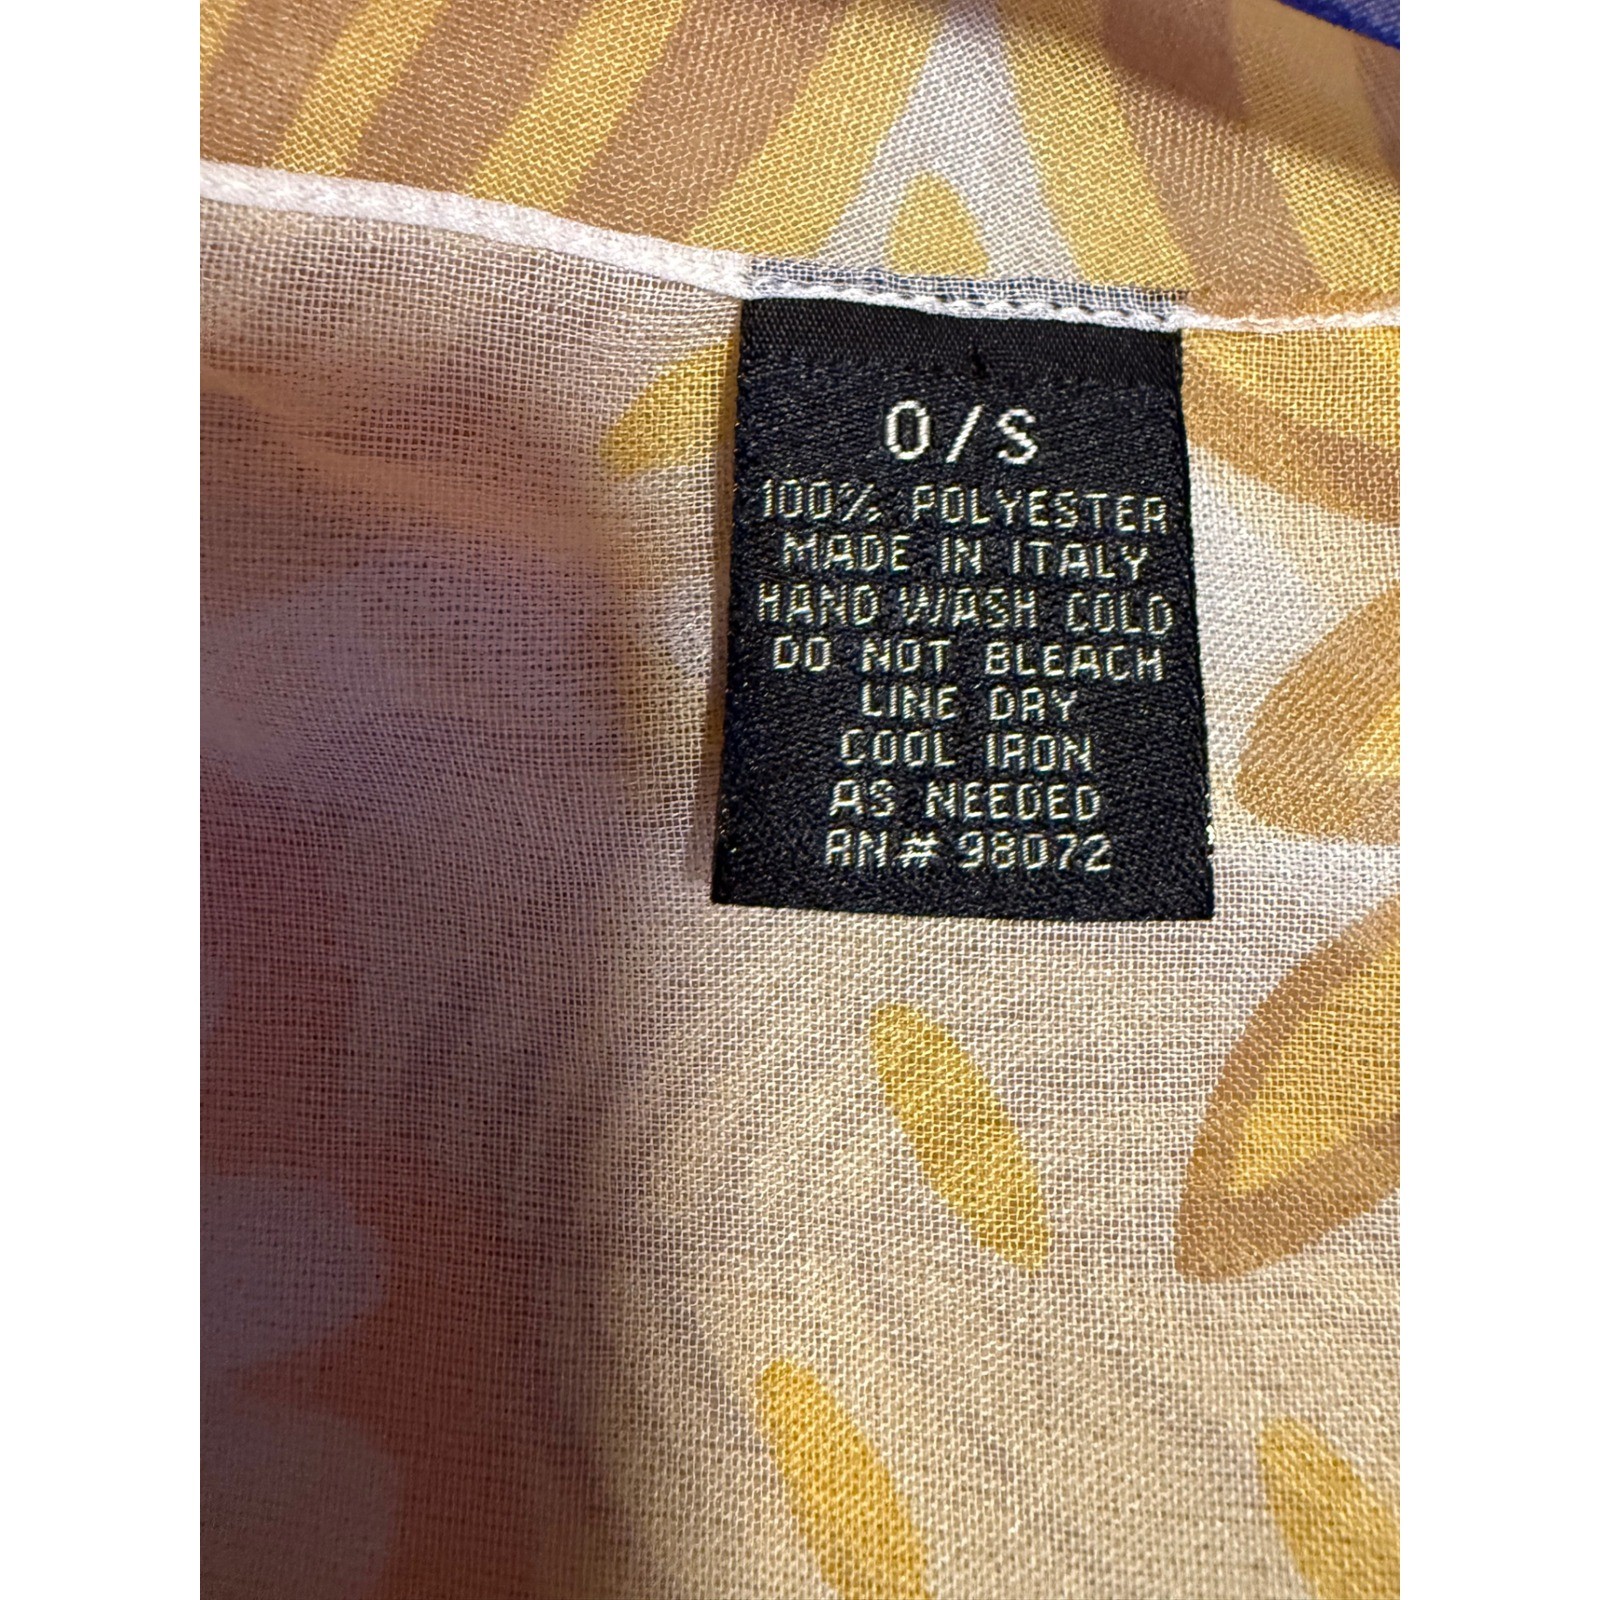 O/S
100% POLYESTER
MADE IN ITALY
HAND WASH COLD
DO NOT BLEACH
LINE DRY
COOL IRON
AS NEEDED
RN# 98072